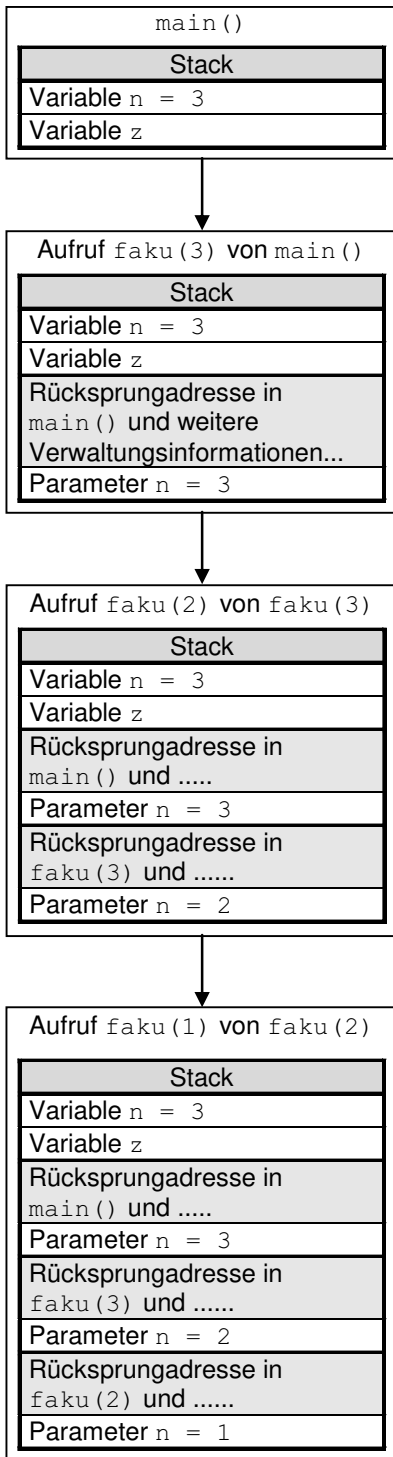 main()
Stack
Variable n = 3
Variable z
Aufruf faku(3) von main()
Stack
Variable n = 3
Variable z
Rücksprungadresse in
main() und weitere
Verwaltungsinformationen...
Parameter n = 3
Aufruf faku(2) von faku(3)
Stack
Variable n = 3
Variable z
Rücksprungadresse in
main() und .....
Parameter n = 3
Rücksprungadresse in
faku(3) und ......
Parameter n = 2
Aufruf faku(1) von faku(2)
Stack
Variable n = 3
Variable z
Rücksprungadresse in
main() und .....
Parameter n = 3
Rücksprungadresse in
faku(3) und ......
Parameter n = 2
Rücksprungadresse in
faku(2) und ......
Parameter n = 1